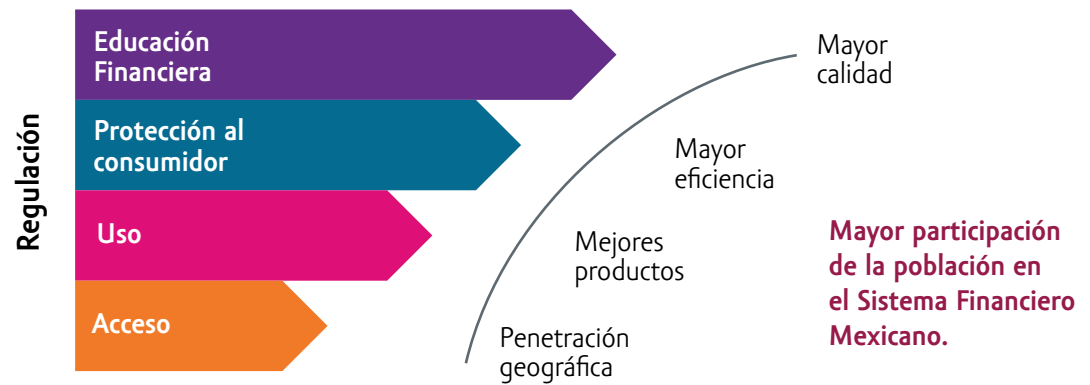 Regulación
Educación
Financiera
Protección al
consumidor
Uso
Acceso
Mayor
calidad
Mayor
eficiencia
Mejores
productos
Penetración
geográfica
Mayor participación
de la población en
el Sistema Financiero
Mexicano.